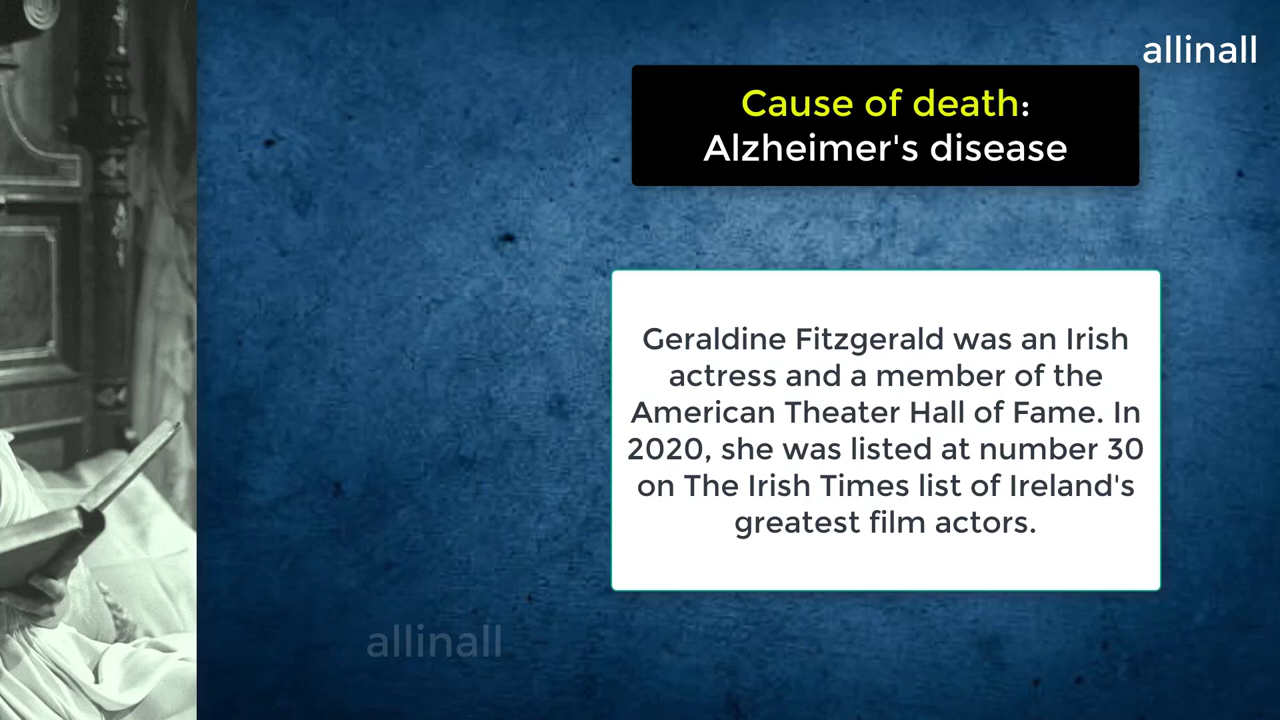 allinall
Cause of death:
Alzheimer's disease
Geraldine Fitzgerald was an Irish
actress and a member of the
American Theater Hall of Fame. In
2020, she was listed at number 30
on The Irish Times list of Ireland's
greatest film actors.
allinall